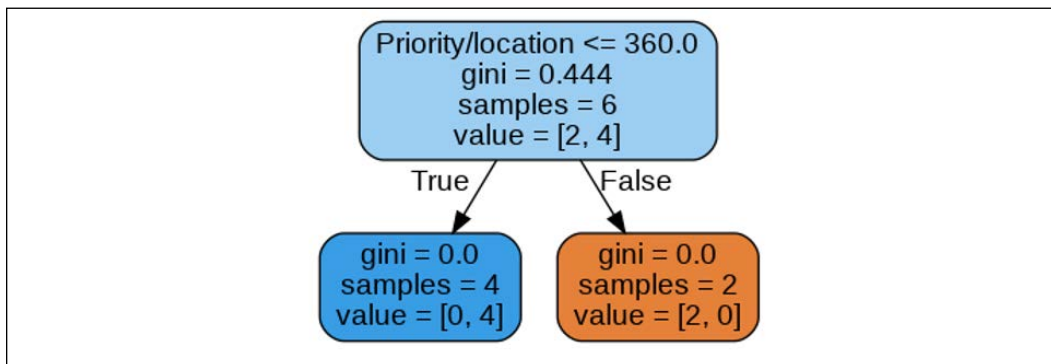 Priority/location <= 360.0
gini = 0.444
samples = 6
value = [2, 4]
True
False
gini = 0.0
samples = 4
value = [0, 4]
gini = 0.0
samples = 2
value = [2, 0]